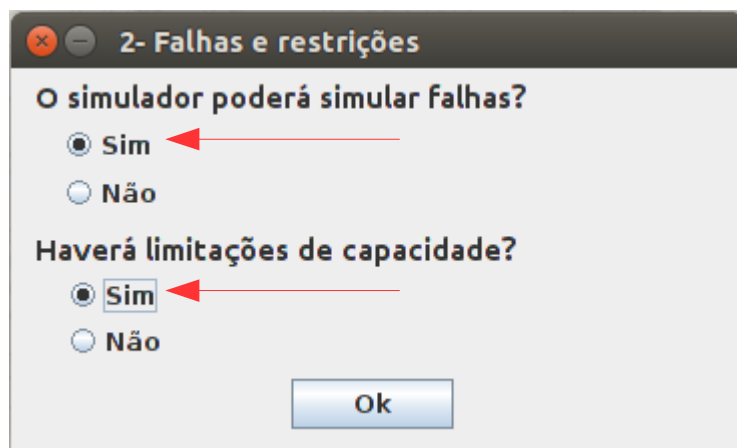 2- Falhas e restrições
O simulador poderá simular falhas?
Sim
Não
Haverá limitações de capacidade?
Sim
Não
Ok